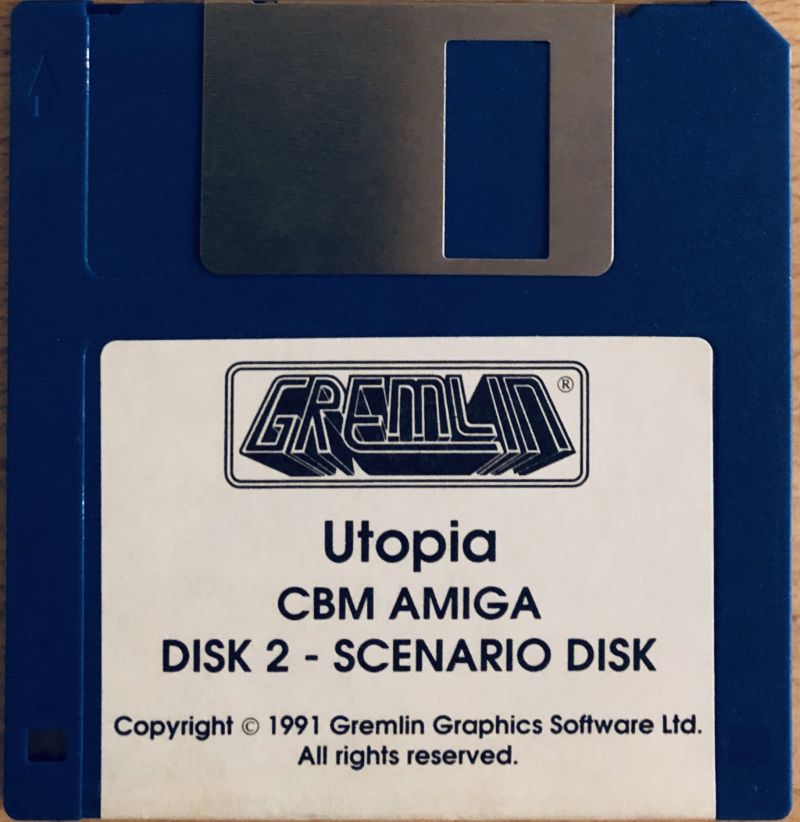 GREMLIN ®
Utopia
CBM AMIGA
DISK 2 - SCENARIO DISK
Copyright © 1991 Gremlin Graphics Software Ltd.
All rights reserved.